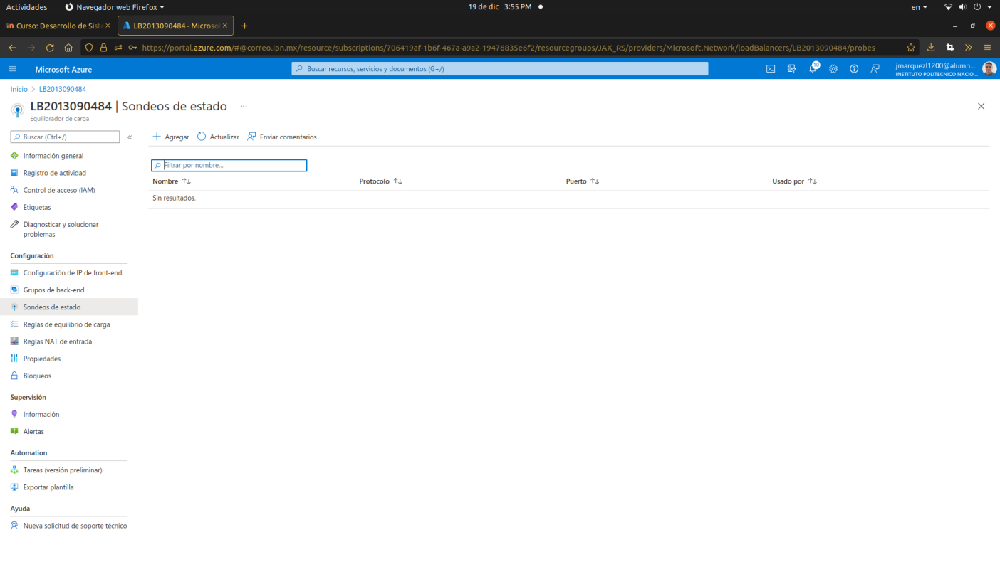 Actividades
Navegador web Firefox
19 de dic 3:55 PM
en
Curso: Desarrollo de Siste
LB2013090484 - Microsof
https://portal.azure.com/#@correo.ipn.mx/resource/subscriptions/706419af-1b6f-467a-a9a2-19476835e6f2/resourcegroups/JAX_RS/providers/Microsoft.Network/loadBalancers/LB2013090484/probes
Microsoft Azure
Buscar recursos, servicios y documentos (G+/)
10
jmarquezl1200@alumn...
INSTITUTO POLITECNICO NACIO...
Inicio > LB2013090484
LB2013090484 | Sondeos de estado ...
Equilibrador de carga
Buscar (Ctrl+/)
«
Agregar
Actualizar
Enviar comentarios
Filtrar por nombre...
Nombre
Protocolo
Puerto
Usado por
Sin resultados.
Información general
Registro de actividad
Control de acceso (IAM)
Etiquetas
Diagnosticar y solucionar
problemas
Configuración
Configuración de IP de front-end
Grupos de back-end
Sondeos de estado
Reglas de equilibrio de carga
Reglas NAT de entrada
Propiedades
Bloqueos
Supervisión
Información
Alertas
Automation
Tareas (versión preliminar)
Exportar plantilla
Ayuda
Nueva solicitud de soporte técnico